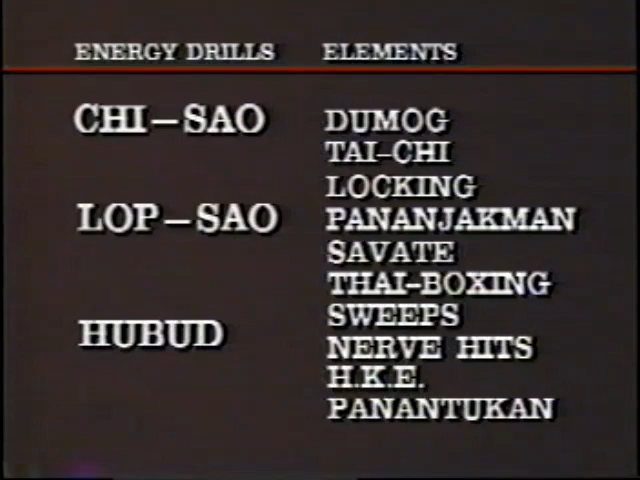 ENERGY DRILLS ELEMENTS
CHI–SAO
LOP–SAO
HUBUD
DUMOG
TAI–CHI
LOCKING
PANANJAKMAN
SAVATE
THAI–BOXING
SWEEPS
NERVE HITS
H.K.E.
PANANTUKAN